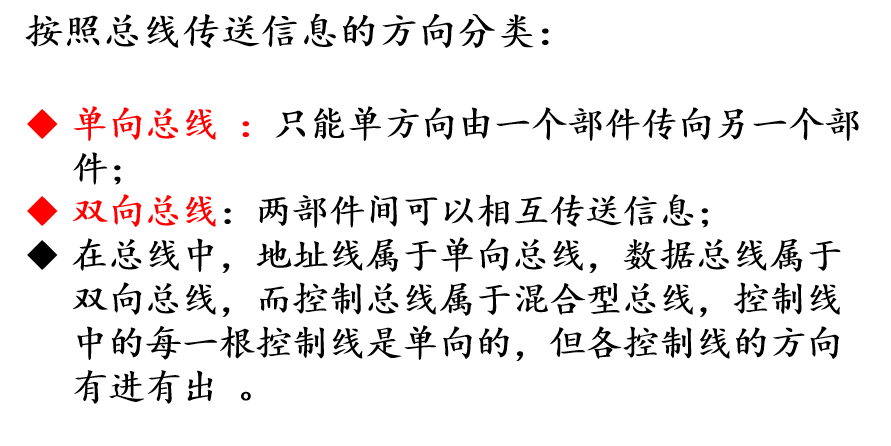 按照总线传送信息的方向分类：
◆ 单向总线 ：只能单方向由一个部件传向另一个部
件；
◆ 双向总线：两部件间可以相互传送信息；
◆ 在总线中，地址线属于单向总线，数据总线属于
双向总线，而控制总线属于混合型总线，控制线
中的每一根控制线是单向的，但各控制线的方向
有进有出 。